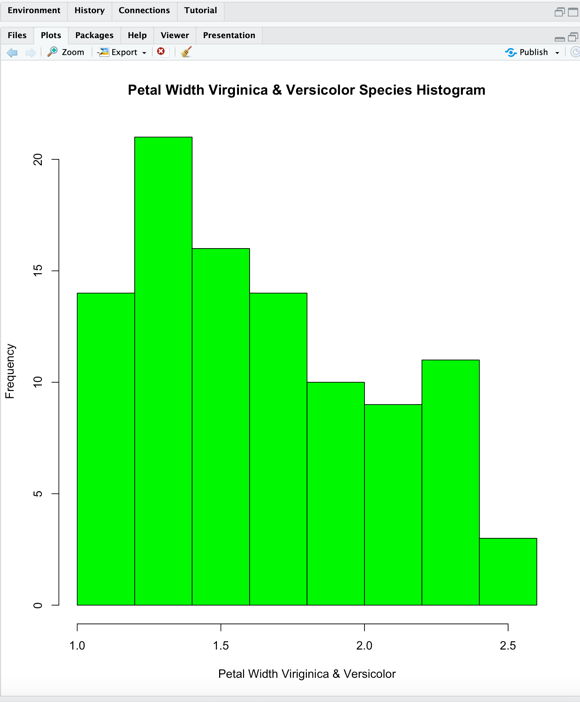 Environment History Connections Tutorial
Files Plots Packages Help Viewer Presentation
Zoom Export Publish
Petal Width Virginica & Versicolor Species Histogram
20
15
10
5
0
Frequency
1.0 1.5 2.0 2.5
Petal Width Viriginica & Versicolor